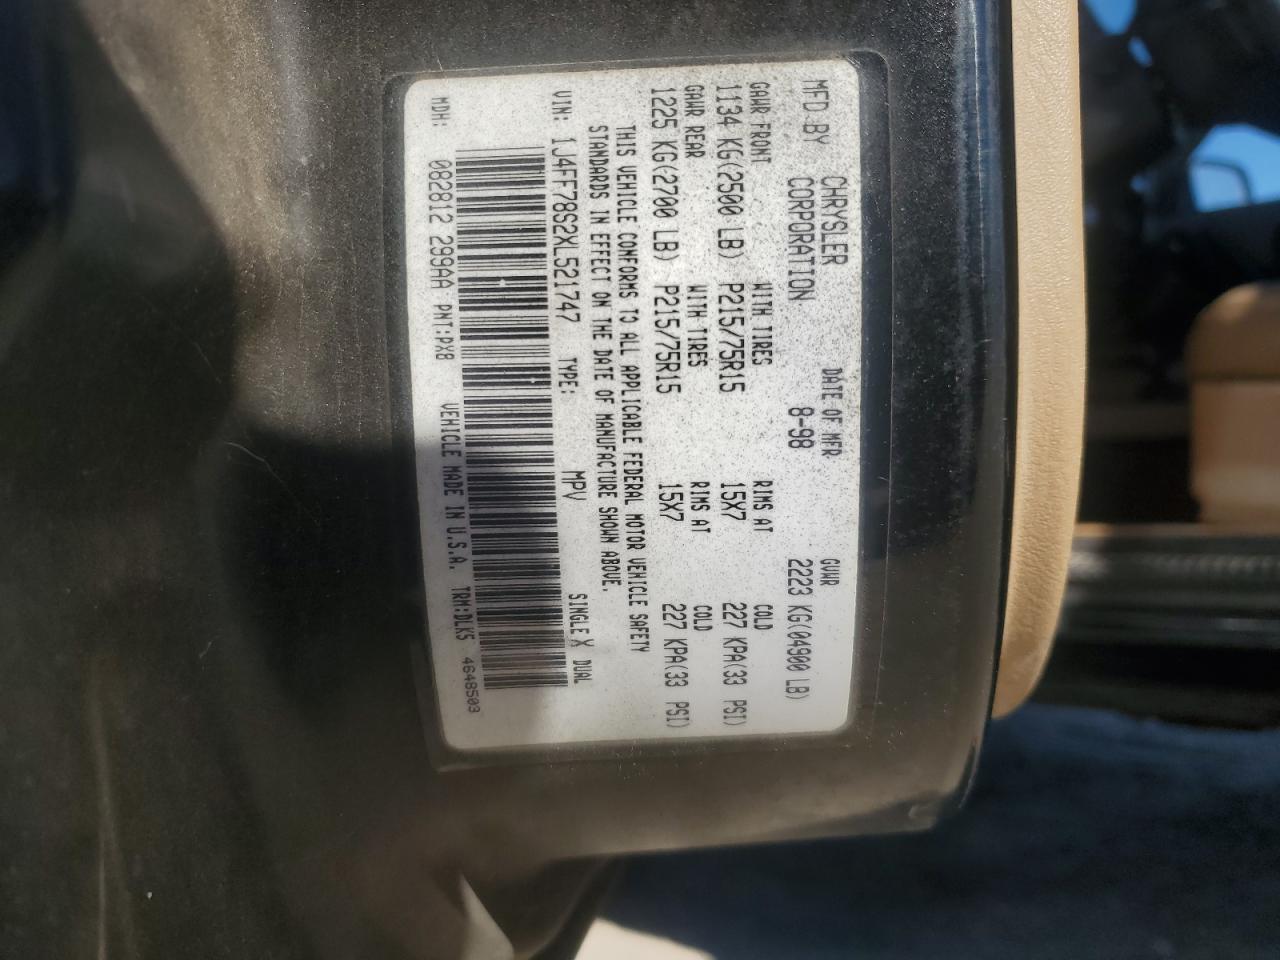 MFD BY CHRYSLER CORPORATION DATE OF MFR 8-98 GVWR 2223 KG(04900 LB)
GAWR FRONT WITH TIRES RIMS AT COLD
1134 KG(2500 LB) P215/75R15 15X7 227 KPA(33 PSI)
GAWR REAR WITH TIRES RIMS AT COLD
1225 KG(2700 LB) P215/75R15 15X7 227 KPA(33 PSI)
THIS VEHICLE CONFORMS TO ALL APPLICABLE FEDERAL MOTOR VEHICLE SAFETY
STANDARDS IN EFFECT ON THE DATE OF MANUFACTURE SHOWN ABOVE.
VIN: 1J4FF78S2XL521747 TYPE: MPV SINGLE X DUAL
MDH: 082812 299AA PNT:PX8 VEHICLE MADE IN U.S.A. TRM:DLK5 4648503